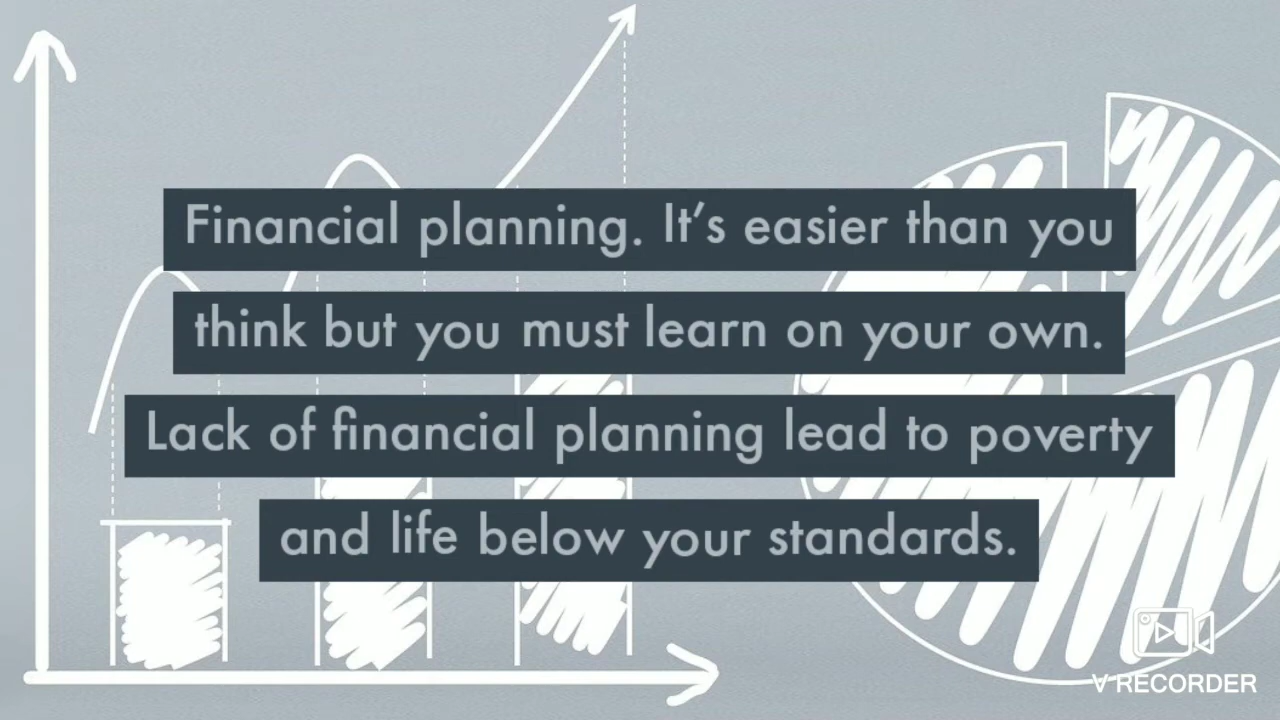 Financial planning. It's easier than you
think but you must learn on your own.
Lack of financial planning lead to poverty
and life below your standards.
V RECORDER